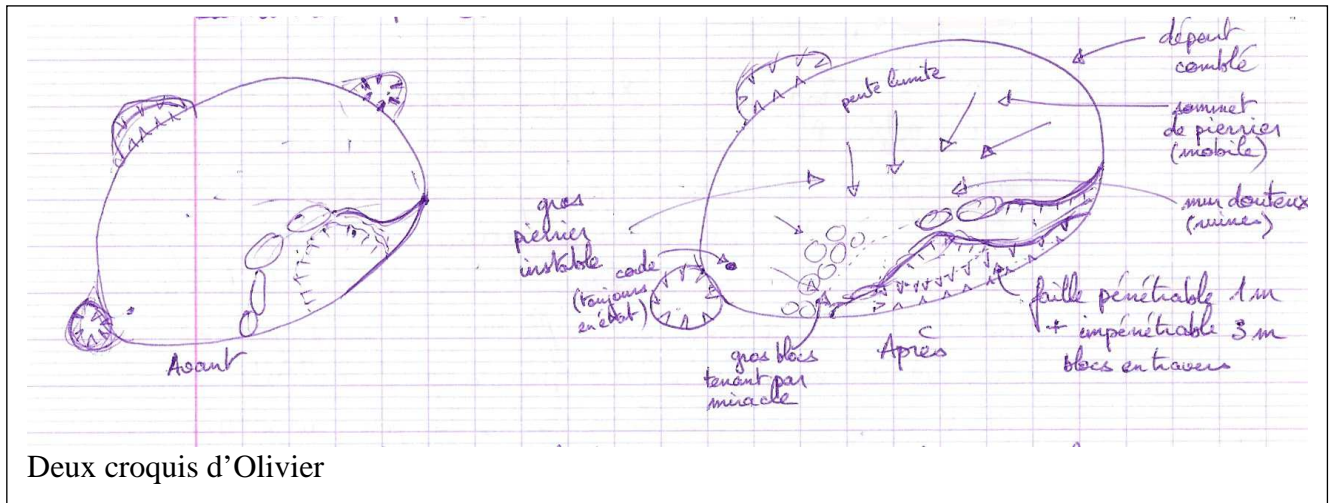 départ
comblé
pente limite
sommet
de pierrier
(mobile)
mur douteux
(ruines)
gros
pierrier
instable
code
(toujours
en état)
faille pénétrable 1 m
+ impénétrable 3 m
blocs en travers
gros blocs
tenant par
miracle
Avant
Après
Deux croquis d'Olivier